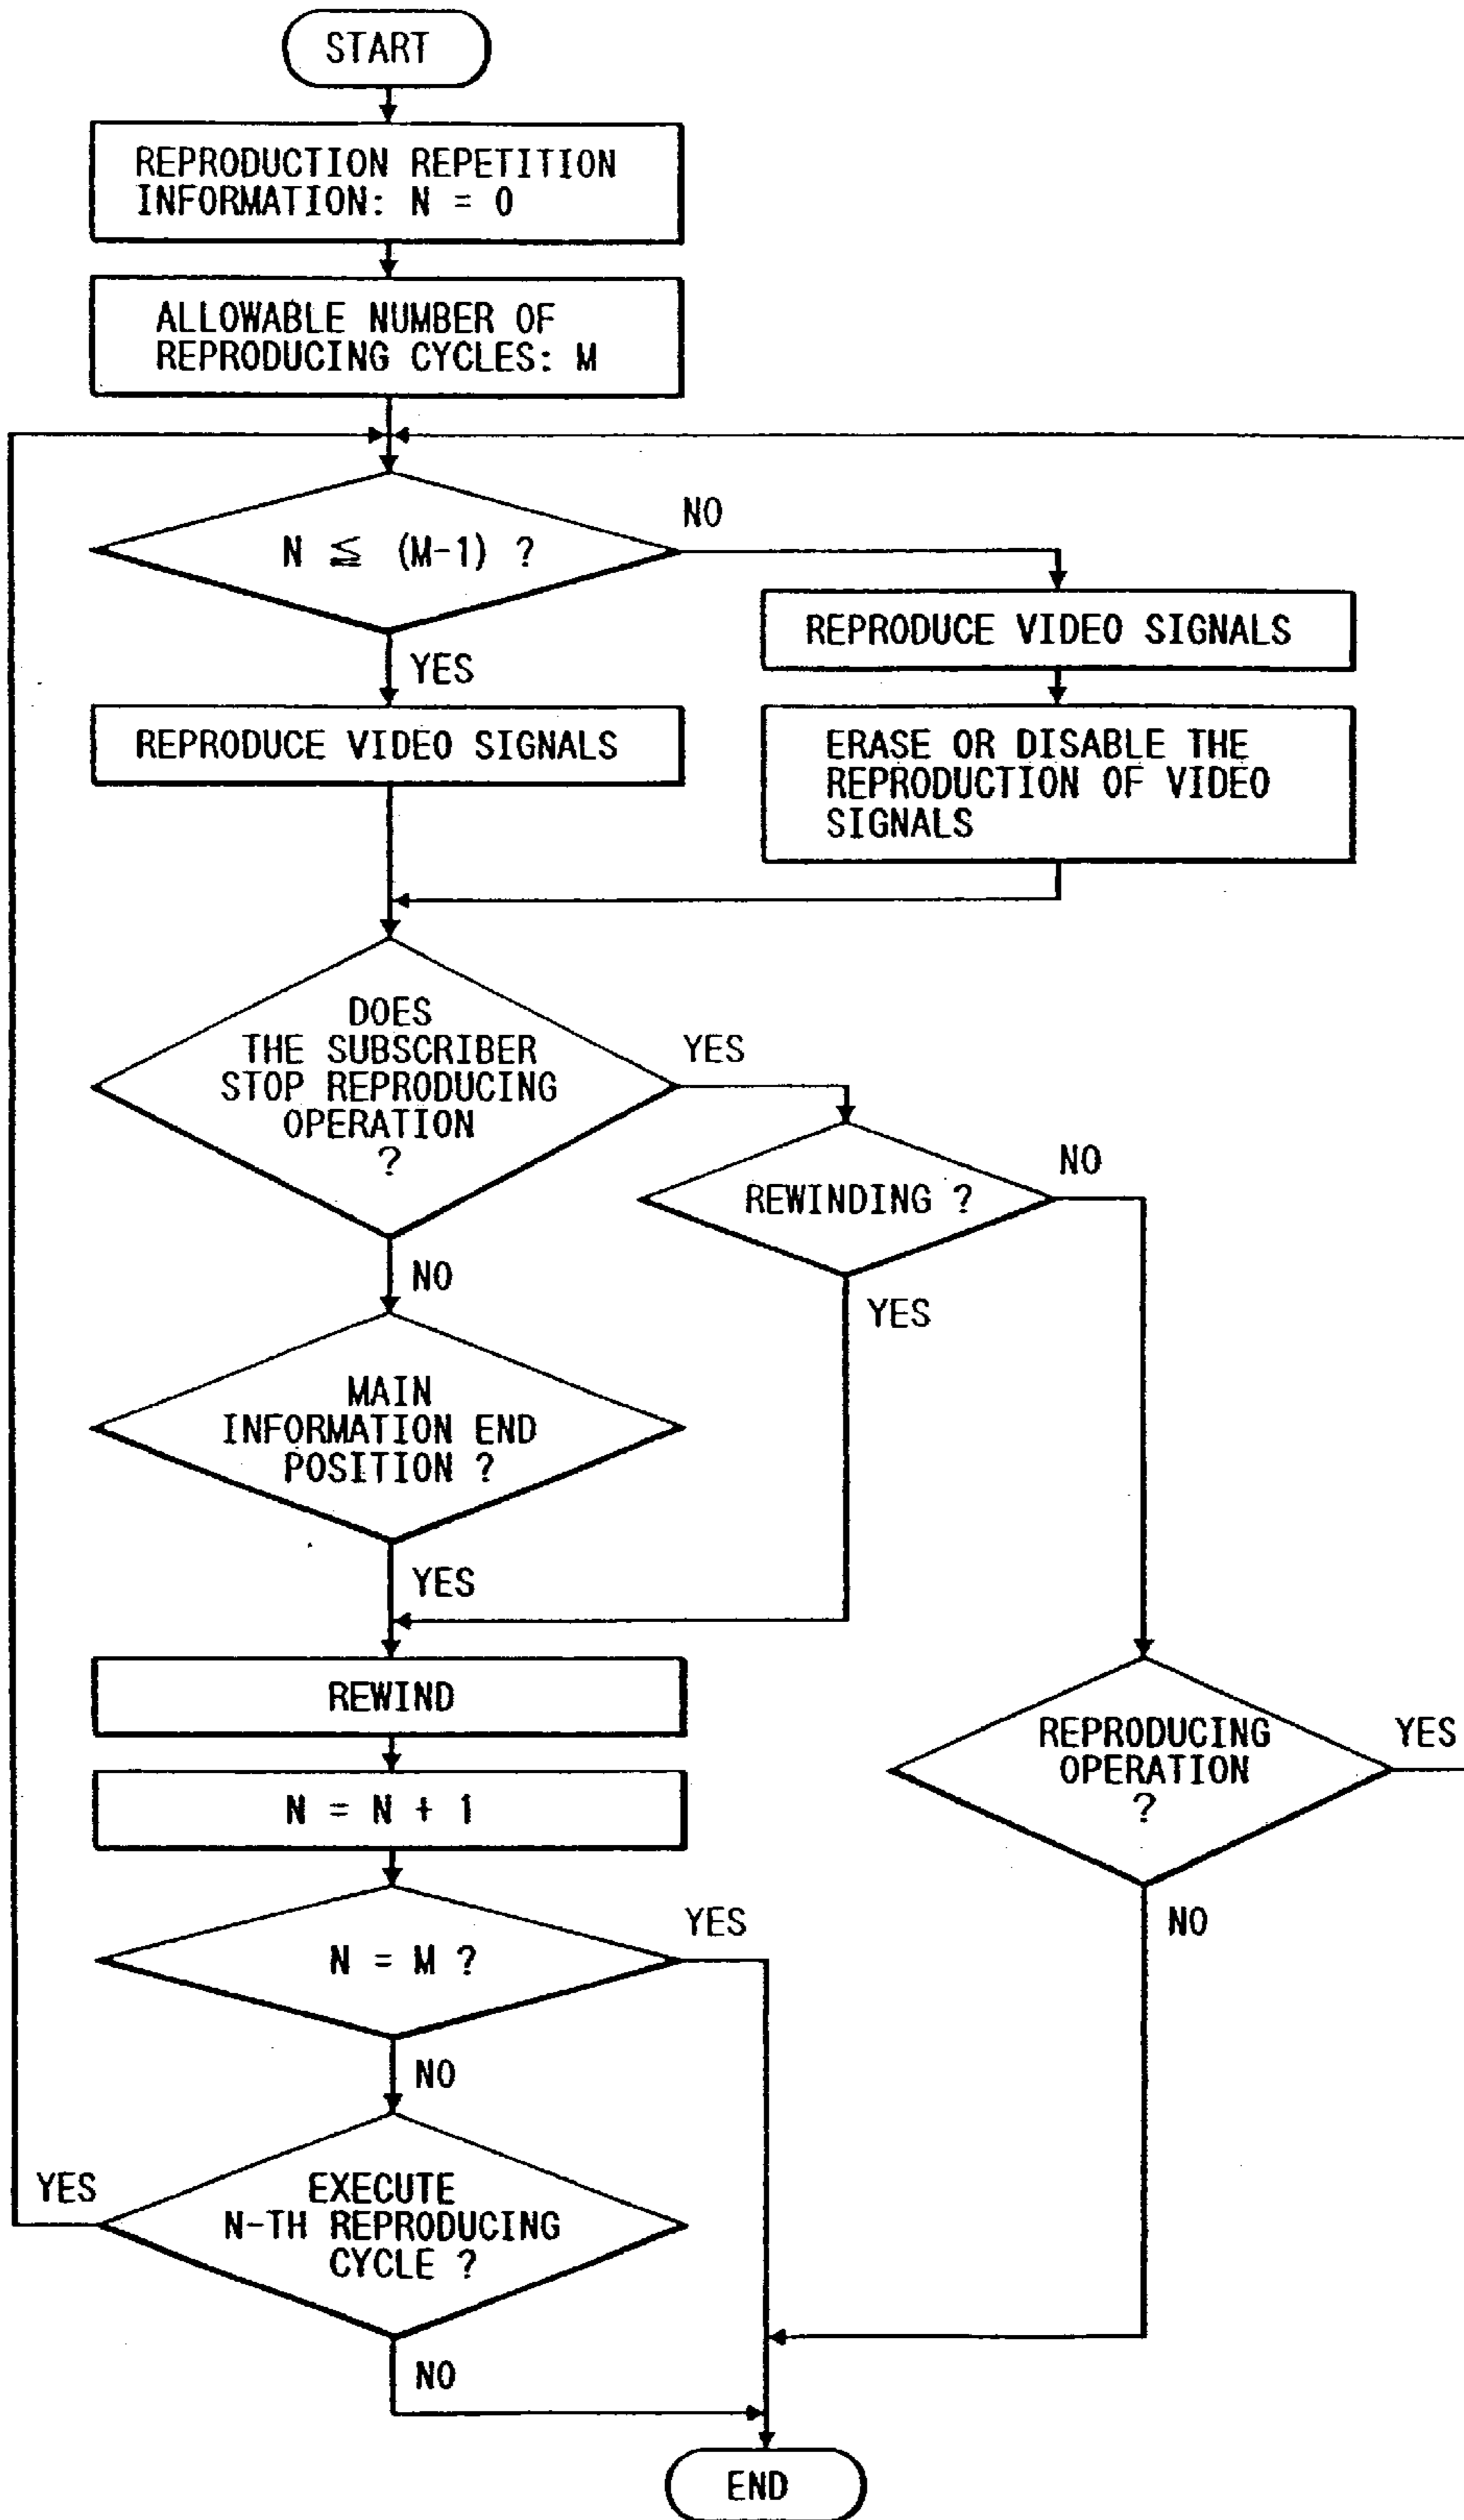 START
REPRODUCTION REPETITION
INFORMATION: N = 0
ALLOWABLE NUMBER OF
REPRODUCING CYCLES: M
N ≦ (M-1) ?
NO
YES
REPRODUCE VIDEO SIGNALS
REPRODUCE VIDEO SIGNALS
ERASE OR DISABLE THE
REPRODUCTION OF VIDEO
SIGNALS
DOES
THE SUBSCRIBER
STOP REPRODUCING
OPERATION
?
YES
NO
REWINDING ?
NO
YES
MAIN
INFORMATION END
POSITION ?
YES
REWIND
N = N + 1
REPRODUCING
OPERATION
?
YES
NO
N = M ?
YES
NO
EXECUTE
N-TH REPRODUCING
CYCLE ?
YES
NO
END